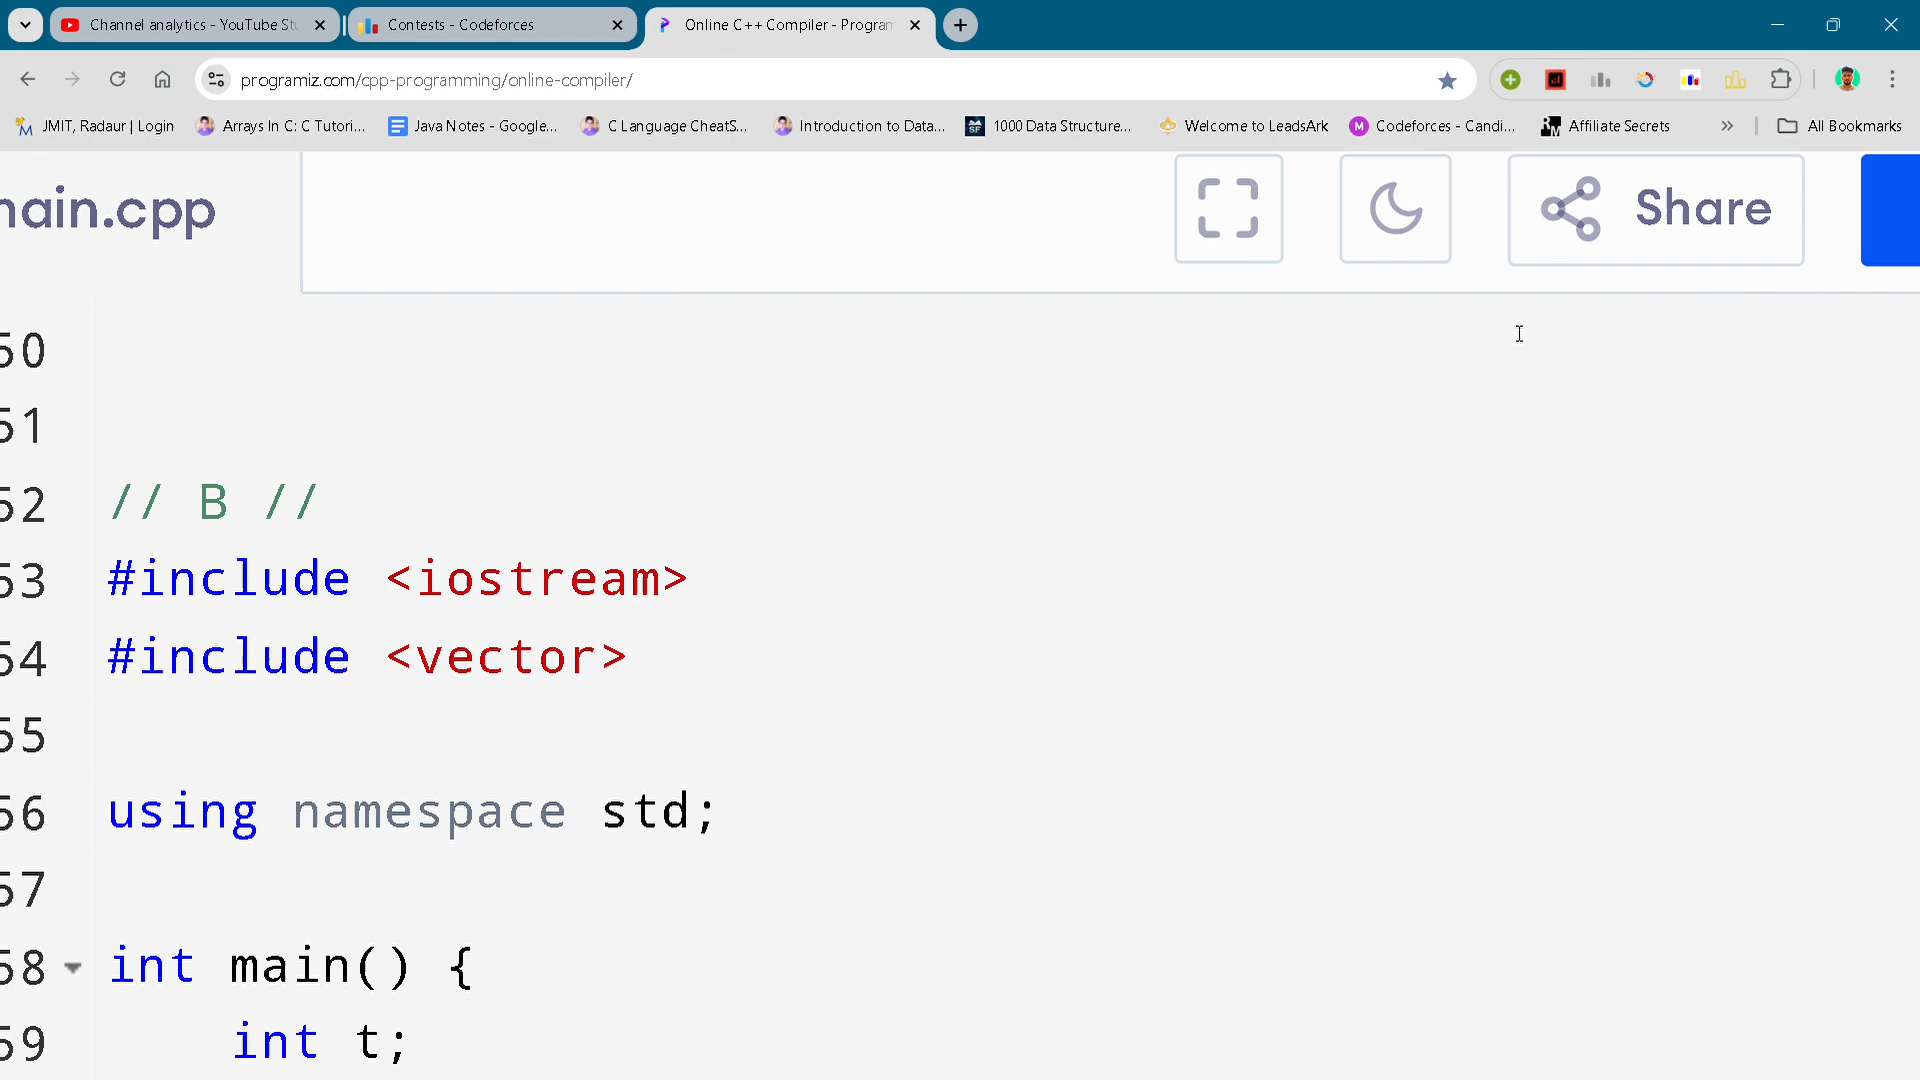 Channel analytics - YouTube St
Contests - Codeforces
Online C++ Compiler - Program
programiz.com/cpp-programming/online-compiler/
JMIT, Radaur | Login
Arrays In C: C Tutori...
Java Notes - Google...
C Language CheatS...
Introduction to Data...
1000 Data Structure...
Welcome to LeadsArk
Codeforces - Candi...
Affiliate Secrets
All Bookmarks
main.cpp
Share
50
51
52 // B //
53 #include <iostream>
54 #include <vector>
55
56 using namespace std;
57
58 int main() {
59 int t;